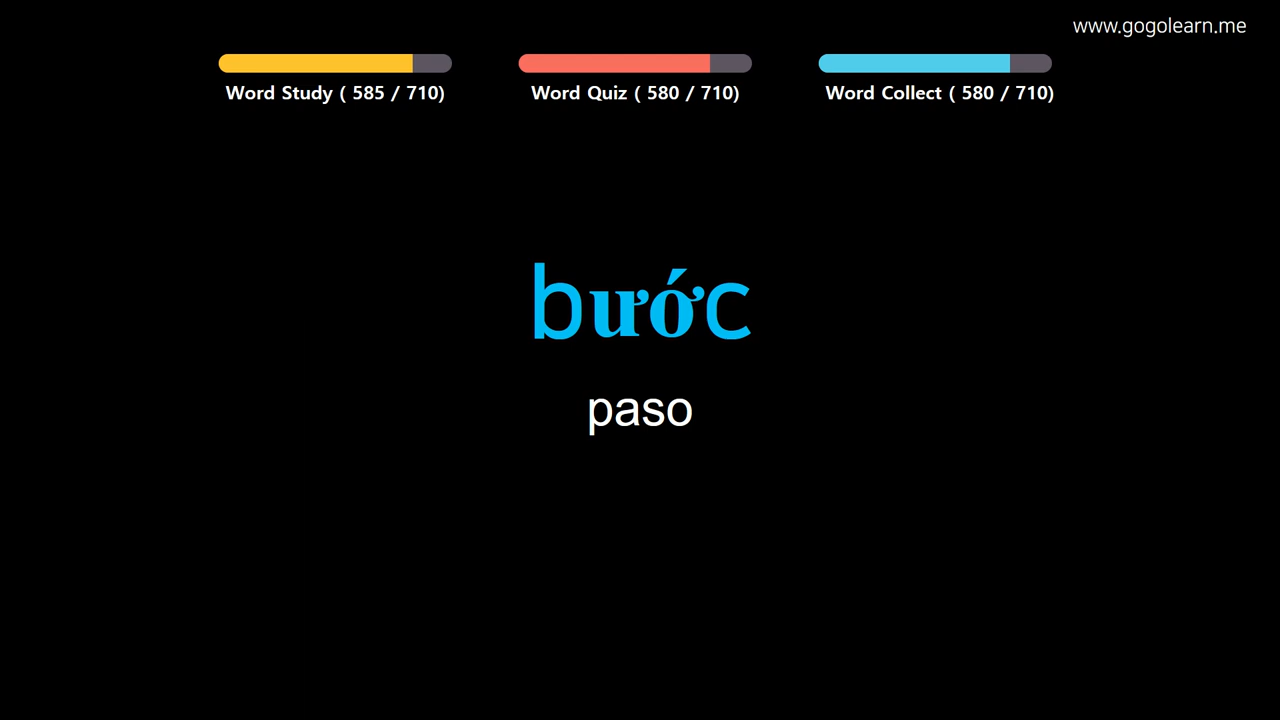 www.gogolearn.me
Word Study ( 585 / 710)
Word Quiz ( 580 / 710)
Word Collect ( 580 / 710)
bước
paso